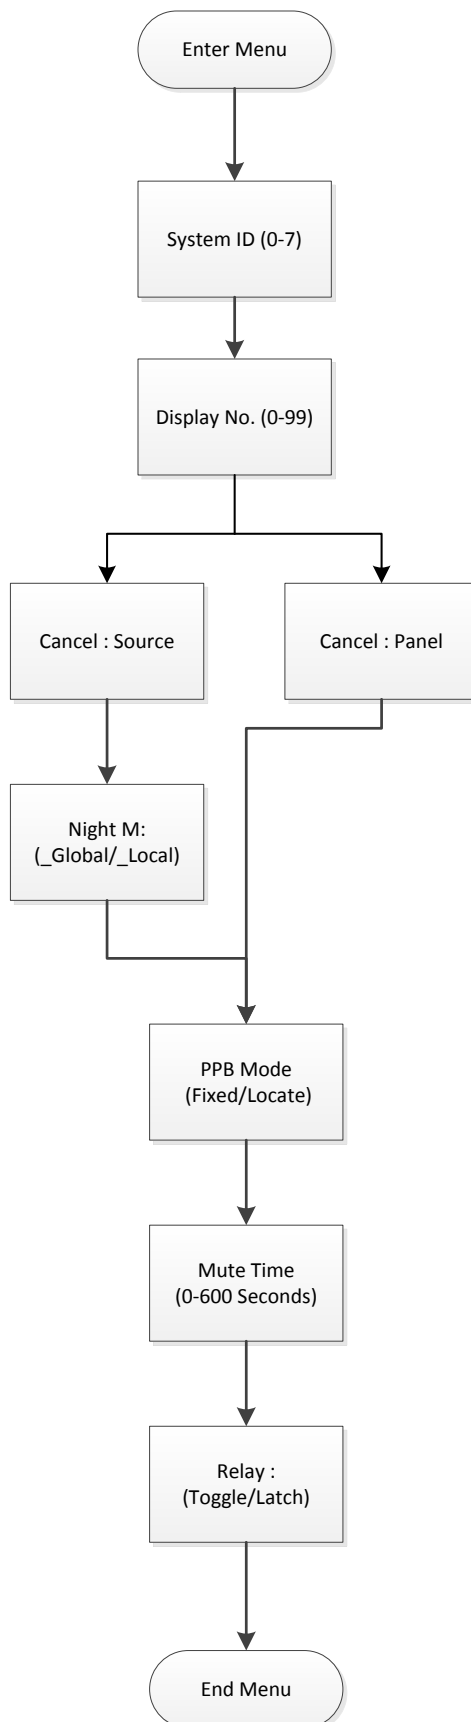 Enter Menu
System ID (0-7)
Display No. (0-99)
Cancel : Source
Cancel : Panel
Night M:
(_Global/_Local)
PPB Mode
(Fixed/Locate)
Mute Time
(0-600 Seconds)
Relay :
(Toggle/Latch)
End Menu